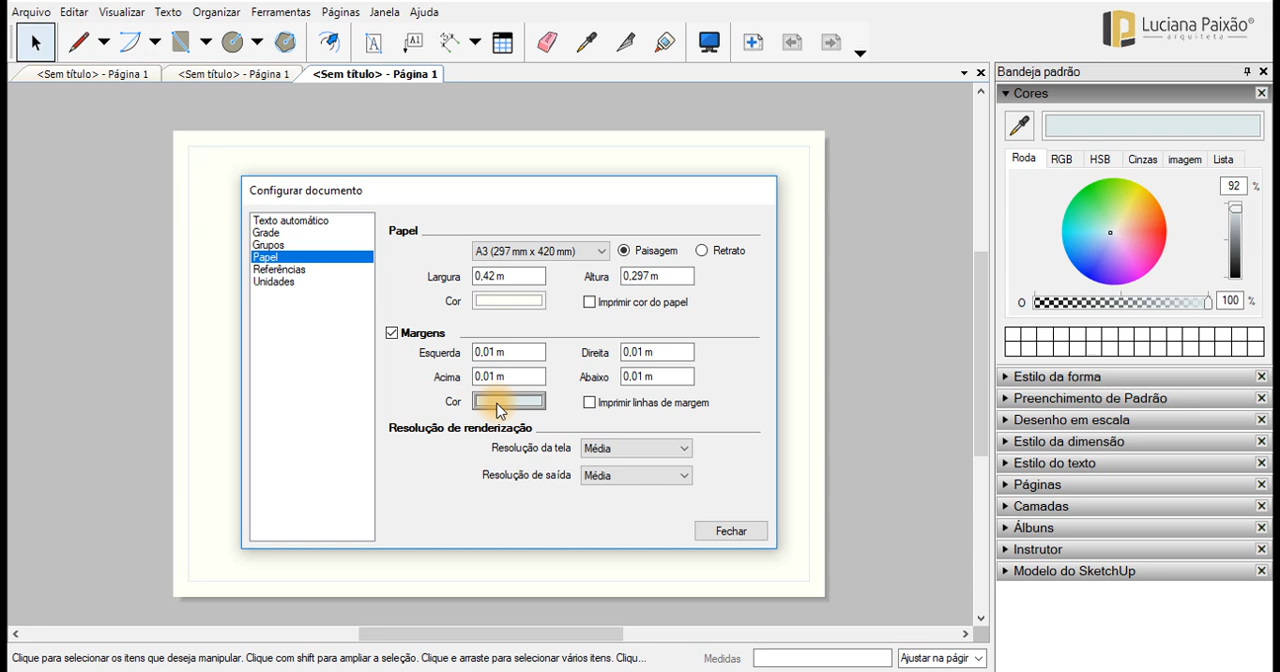 Arquivo Editar Visualizar Texto Organizar Ferramentas Páginas Janela Ajuda
Luciana Paixão®
arquiteta
A
A1
<Sem título> - Página 1
<Sem título> - Página 1
<Sem título> - Página 1
Bandeja padrão
Cores
Roda RGB HSB Cinzas imagem Lista
92 %
O 100 %
Estilo da forma
Preenchimento de Padrão
Desenho em escala
Estilo da dimensão
Estilo do texto
Páginas
Camadas
Álbuns
Instrutor
Modelo do SketchUp
Configurar documento
Texto automático
Grade
Grupos
Papel
Referências
Unidades
Papel
A3 (297 mm x 420 mm) Paisagem Retrato
Largura 0,42 m Altura 0,297 m
Cor Imprimir cor do papel
Margens
Esquerda 0,01 m Direita 0,01 m
Acima 0,01 m Abaixo 0,01 m
Cor Imprimir linhas de margem
Resolução de renderização
Resolução da tela Média
Resolução de saída Média
Fechar
Clique para selecionar os itens que deseja manipular. Clique com shift para ampliar a seleção. Clique e arraste para selecionar vários itens. Cliqu... Medidas Ajustar na págir